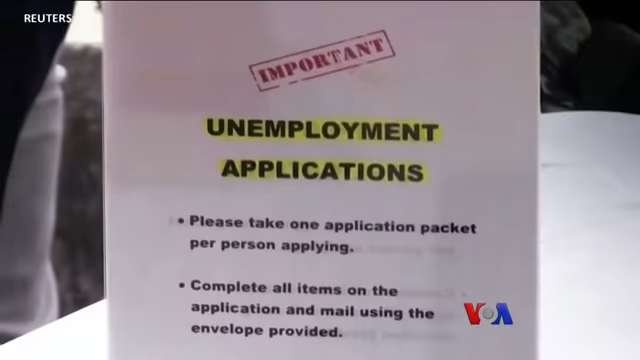 REUTERS
IMPORTANT
UNEMPLOYMENT
APPLICATIONS
• Please take one application packet
per person applying.
• Complete all items on the
application and mail using the
envelope provided.
VOA